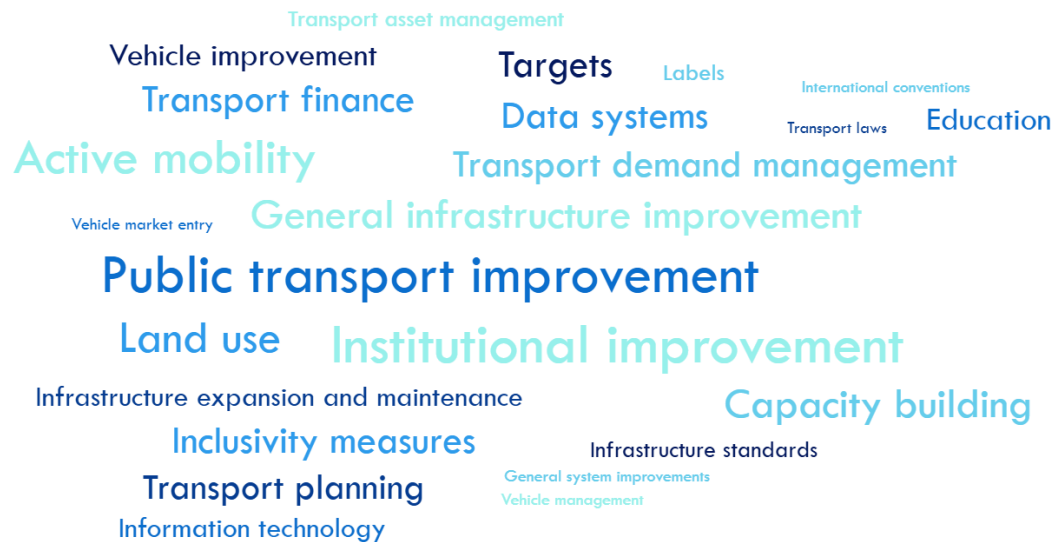 Transport asset management
Vehicle improvement
Targets
Labels
International conventions
Transport finance
Data systems
Transport laws
Education
Active mobility
Transport demand management
Vehicle market entry
General infrastructure improvement
Public transport improvement
Land use
Institutional improvement
Infrastructure expansion and maintenance
Capacity building
Inclusivity measures
Infrastructure standards
Transport planning
General system improvements
Vehicle management
Information technology